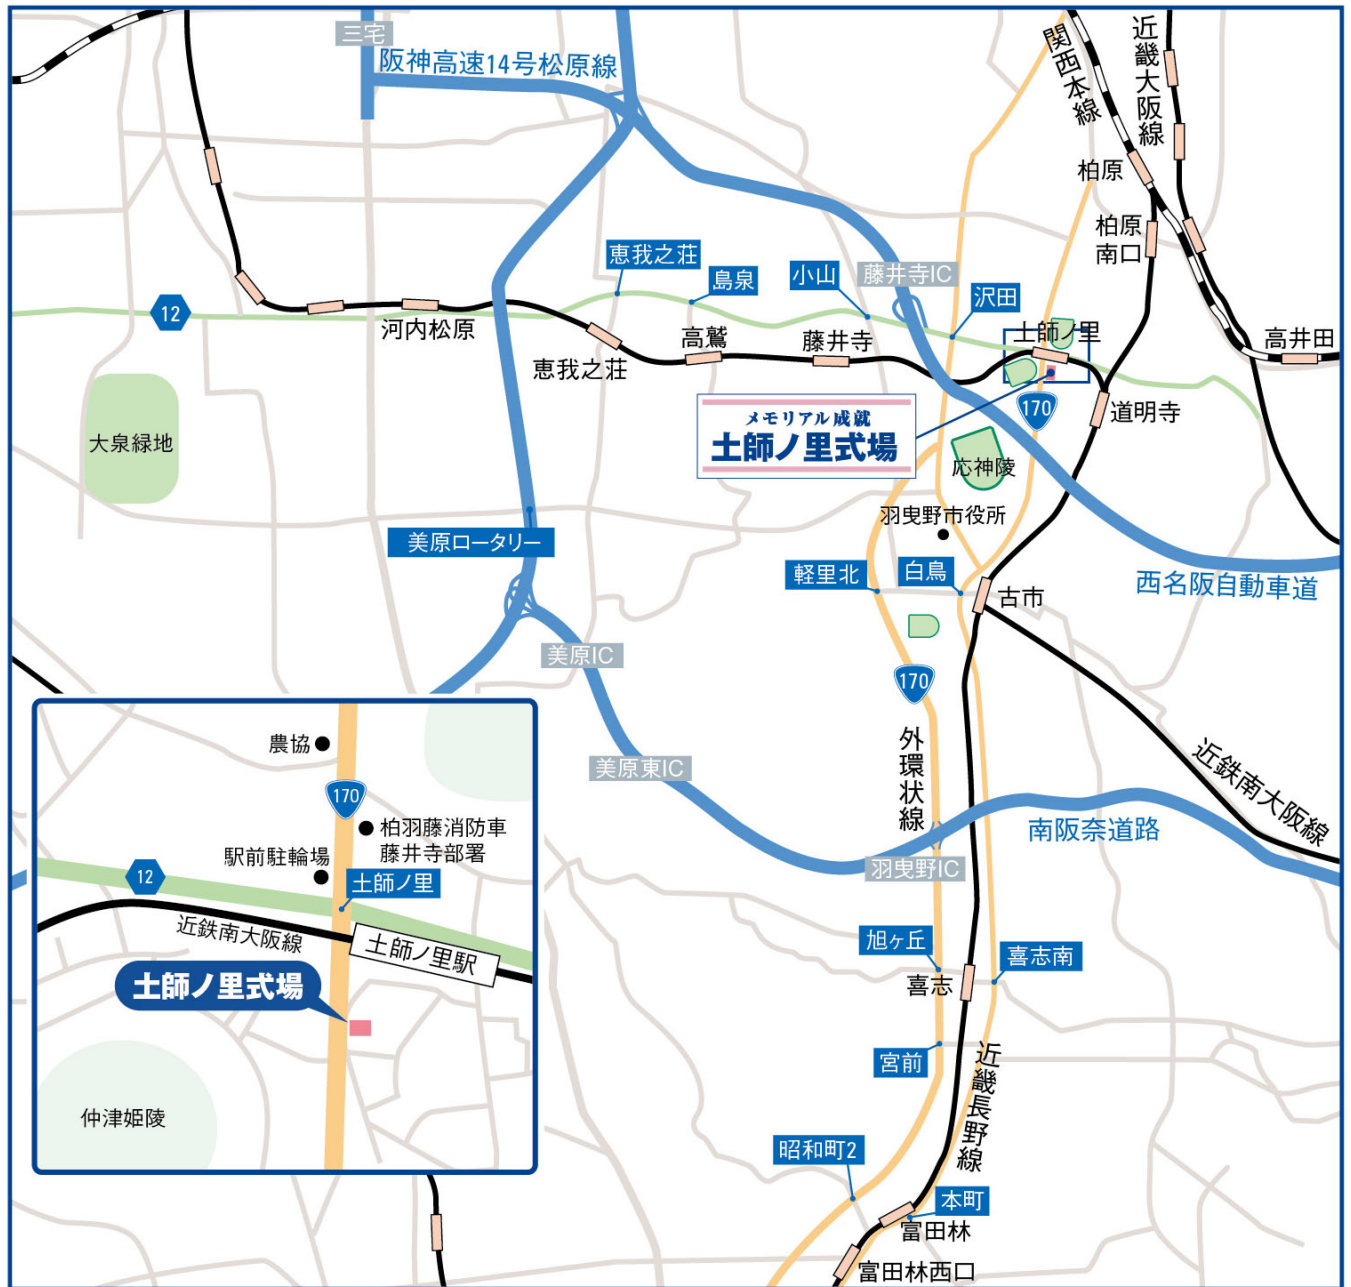 三宅
阪神高速14号松原線
関西本線
近畿大阪線
柏原
柏原
南口
恵我之荘
島泉
小山
藤井寺IC
沢田
12
河内松原
恵我之荘
高鷲
藤井寺
土師ノ里
高井田
170
道明寺
大泉緑地
メモリアル成就
土師ノ里式場
応神陵
羽曳野市役所
美原ロータリー
軽里北
白鳥
古市
西名阪自動車道
美原IC
170
外環状線
美原東IC
近鉄南大阪線
南阪奈道路
羽曳野IC
旭ヶ丘
喜志
喜志南
宮前
近畿長野線
昭和町2
本町
富田林
富田林西口
農協
170
柏羽藤消防車
藤井寺部署
駅前駐輪場
12
土師ノ里
近鉄南大阪線
土師ノ里駅
土師ノ里式場
仲津姫陵